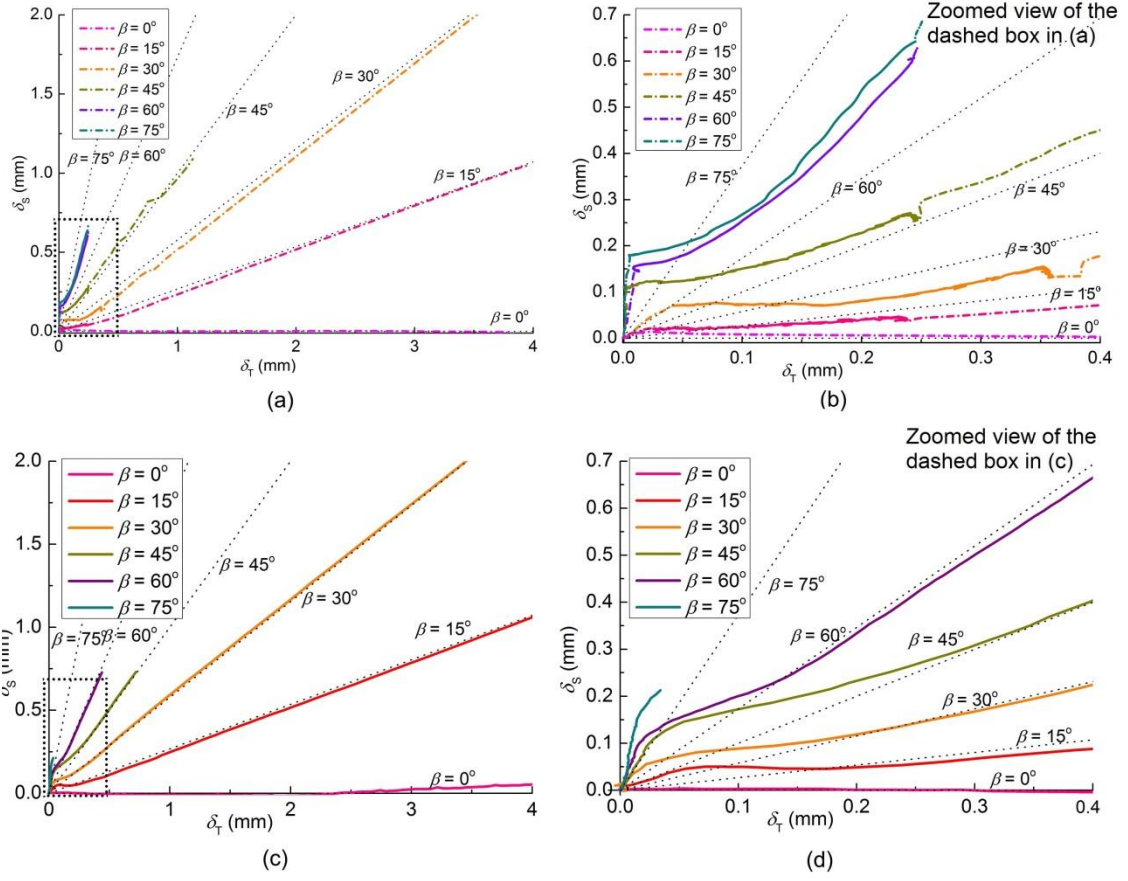 2.0
1.5
1.0
0.5
0.0
δS (mm)
β = 0°
β = 15°
β = 30°
β = 45°
β = 60°
β = 75°
β = 75°
β = 60°
β = 45°
β = 30°
β = 15°
β = 0°
0 1 2 3 4
δT (mm)
(a)
Zoomed view of the
dashed box in (a)
0.7
0.6
0.5
0.4
0.3
0.2
0.1
0.0
δS (mm)
β = 0°
β = 15°
β = 30°
β = 45°
β = 60°
β = 75°
β = 75°
β = 60°
β = 45°
β = 30°
β = 15°
β = 0°
0.0 0.1 0.2 0.3 0.4
δT (mm)
(b)
2.0
1.5
1.0
0.5
0.0
δS (mm)
β = 0°
β = 15°
β = 30°
β = 45°
β = 60°
β = 75°
β = 75°
β = 60°
β = 45°
β = 30°
β = 15°
β = 0°
0 1 2 3 4
δT (mm)
(c)
Zoomed view of the
dashed box in (c)
0.7
0.6
0.5
0.4
0.3
0.2
0.1
0.0
δS (mm)
β = 0°
β = 15°
β = 30°
β = 45°
β = 60°
β = 75°
β = 75°
β = 60°
β = 45°
β = 30°
β = 15°
β = 0°
0.0 0.1 0.2 0.3 0.4
δT (mm)
(d)